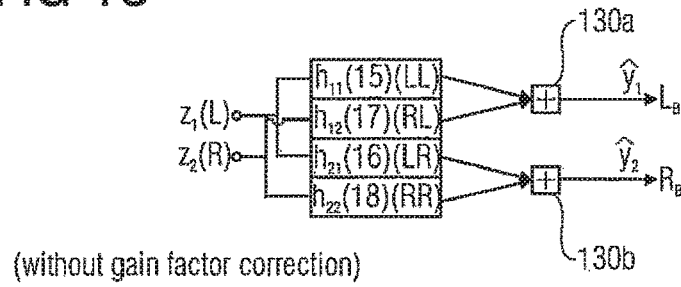 130a
h₁₁(15)(LL)
ŷ₁
z₁(L)
h₁₂(17)(RL)
+
L_B
z₂(R)
h₂₁(16)(LR)
ŷ₂
h₂₂(18)(RR)
+
R_B
130b
(without gain factor correction)